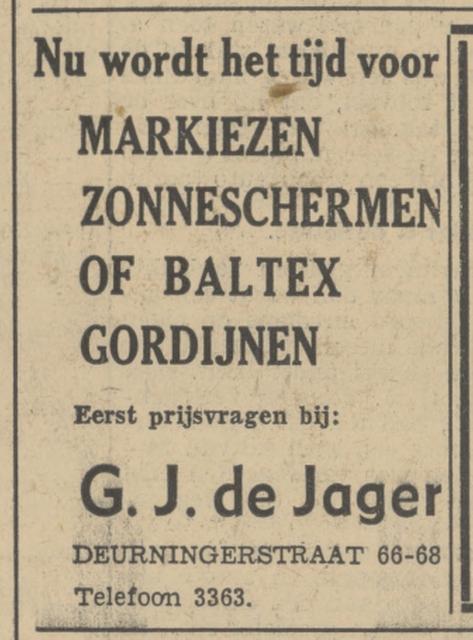 Nu wordt het tijd voor
MARKIEZEN
ZONNESCHERMEN
OF BALTEX
GORDIJNEN
Eerst prijsvragen bij:
G. J. de Jager
DEURNINGERSTRAAT 66-68
Telefoon 3363.